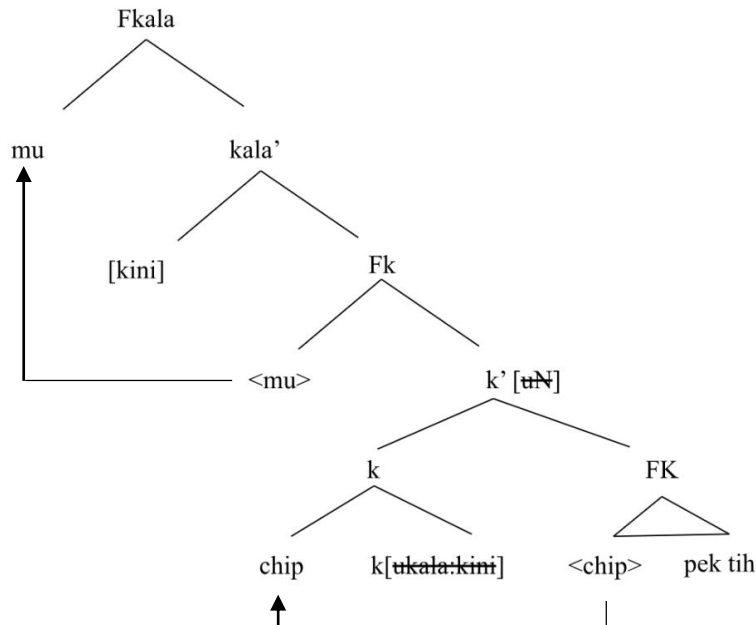 Fkala
mu kala’
[kini] Fk
<mu> k’ [uN]
k FK
chip k[ukala:kini] <chip> pek tih